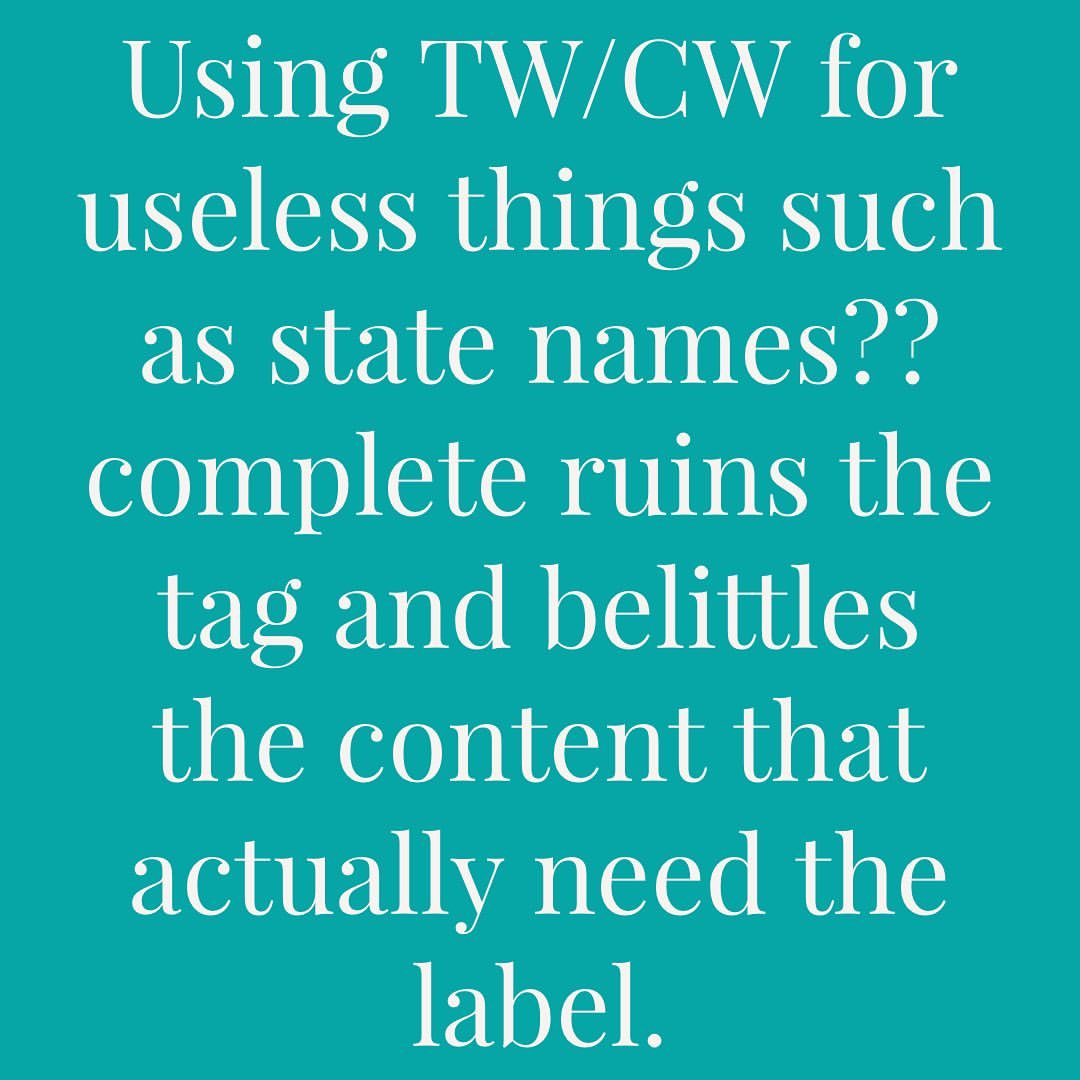 Using TW/CW for
useless things such
as state names??
complete ruins the
tag and belittles
the content that
actually need the
label.